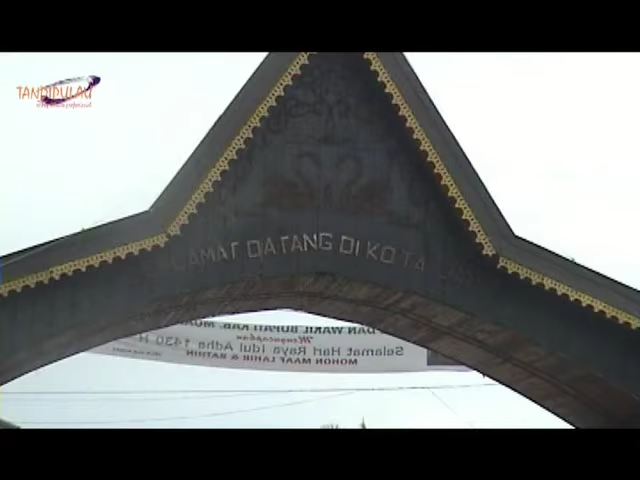 TANDIPULAU
LAMAT DATANG DI KOTA
DAN WAKIL BUPATI KAB.
Mengucapkan
Selamat Hari Raya Idul Adha 1430 H
MOHON MAAF LAHIR & BATHIN